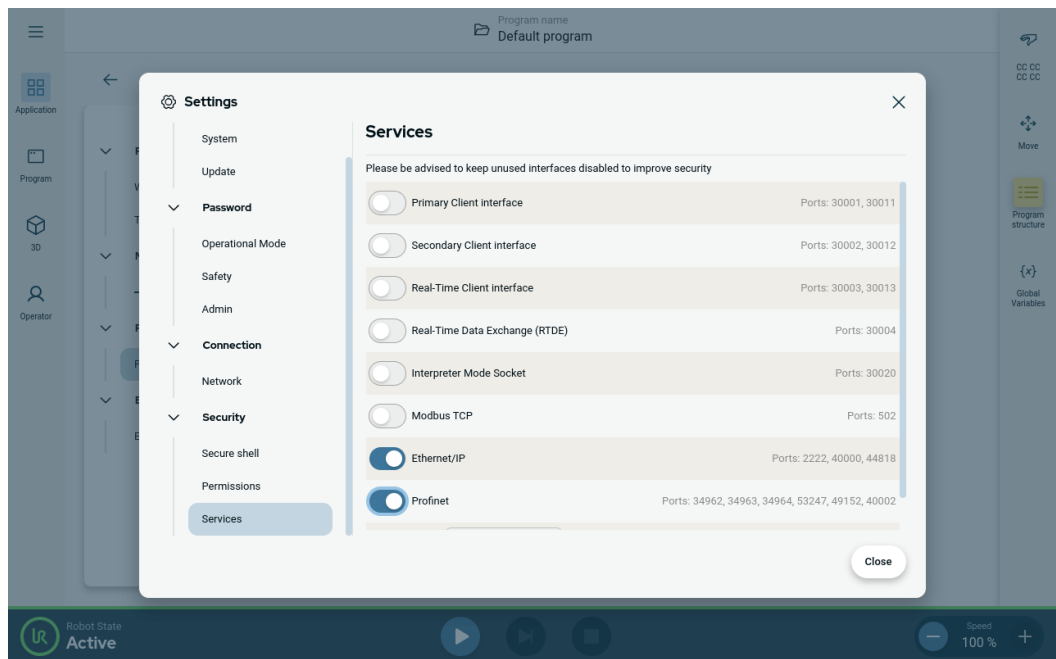 Program name
Default program
Application
Program
3D
Operator
Settings
System
Update
Password
Operational Mode
Safety
Admin
Connection
Network
Security
Secure shell
Permissions
Services
Services
Please be advised to keep unused interfaces disabled to improve security
Primary Client interface Ports: 30001, 30011
Secondary Client interface Ports: 30002, 30012
Real-Time Client interface Ports: 30003, 30013
Real-Time Data Exchange (RTDE) Ports: 30004
Interpreter Mode Socket Ports: 30020
Modbus TCP Ports: 502
Ethernet/IP Ports: 2222, 40000, 44818
Profinet Ports: 34962, 34963, 34964, 53247, 49152, 40002
Close
CC CC
CC CC
Move
Program
structure
{x}
Global
Variables
UR
Robot State
Active
Speed
100 %